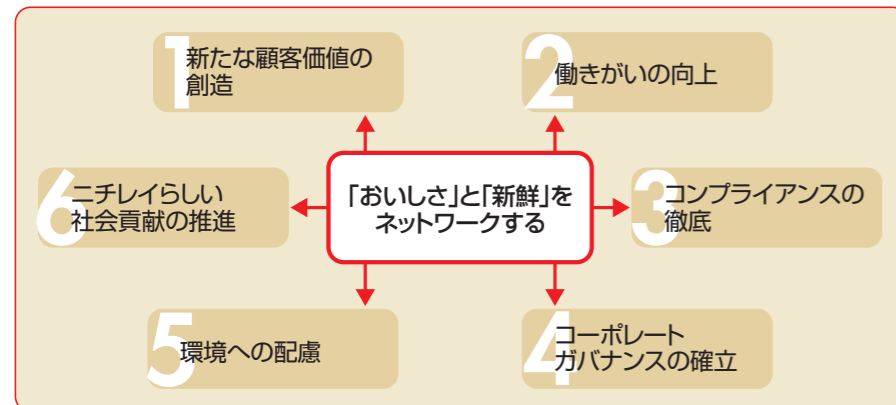 1
新たな顧客価値の
創造
2
働きがいの向上
6
ニチレイらしい
社会貢献の推進
「おいしさ」と「新鮮」を
ネットワークする
3
コンプライアンスの
徹底
5
環境への配慮
4
コーポレート
ガバナンスの確立